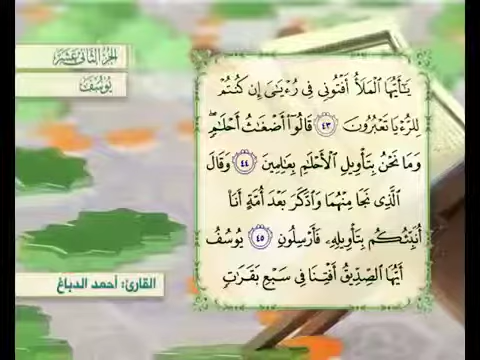 الجزء الثاني عشر
يوسف
يَـٰٓأَيُّهَا ٱلْمَلَأُ أَفْتُونِى فِى رُءْيَـٰىَ إِن كُنتُمْ
لِلرُّءْيَا تَعْبُرُونَ ٤٣ قَالُوٓا۟ أَضْغَـٰثُ أَحْلَـٰمٍ ۖ
وَمَا نَحْنُ بِتَأْوِيلِ ٱلْأَحْلَـٰمِ بِعَـٰلِمِينَ ٤٤ وَقَالَ
ٱلَّذِى نَجَا مِنْهُمَا وَٱدَّكَرَ بَعْدَ أُمَّةٍ أَنَا۠
أُنَبِّئُكُم بِتَأْوِيلِهِۦ فَأَرْسِلُونِ ٤٥ يُوسُفُ
أَيُّهَا ٱلصِّدِّيقُ أَفْتِنَا فِى سَبْعِ بَقَرَٰتٍ
القارئ: أحمد الدباغ